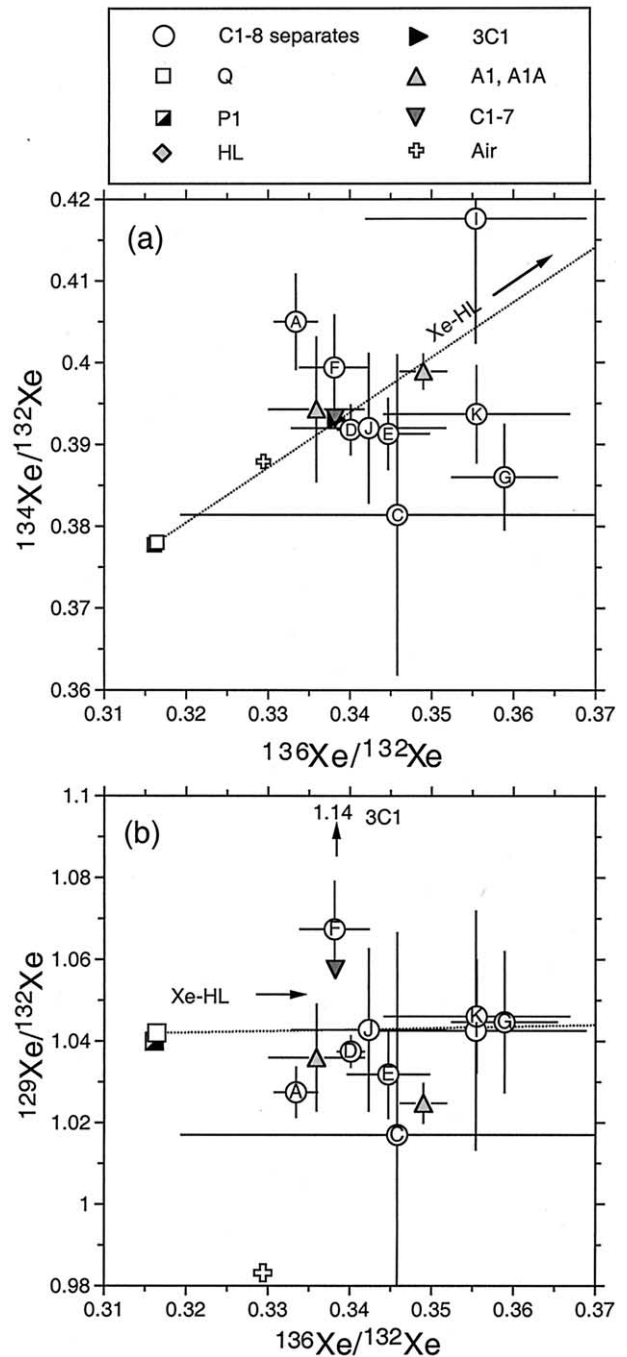 C1-8 separates 3C1
Q A1, A1A
P1 C1-7
HL Air
(a)
0.42
0.41
0.4
0.39
0.38
0.37
0.36
134Xe/132Xe
I
A
F
Xe-HL
K
D
J
E
G
C
0.31 0.32 0.33 0.34 0.35 0.36 0.37
136Xe/132Xe
(b)
1.14 3C1
1.1
1.08
1.06
1.04
1.02
1
0.98
129Xe/132Xe
F
Xe-HL
K
J
I
G
D
E
A
C
0.31 0.32 0.33 0.34 0.35 0.36 0.37
136Xe/132Xe